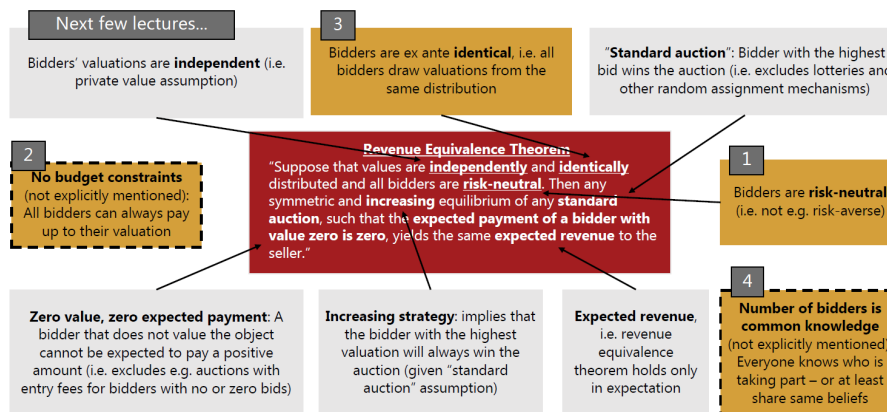 Next few lectures...
Bidders' valuations are independent (i.e.
private value assumption)
3
Bidders are ex ante identical, i.e. all
bidders draw valuations from the
same distribution
"Standard auction": Bidder with the highest
bid wins the auction (i.e. excludes lotteries and
other random assignment mechanisms)
2
No budget constraints
(not explicitly mentioned):
All bidders can always pay
up to their valuation
Revenue Equivalence Theorem
"Suppose that values are independently and identically
distributed and all bidders are risk-neutral. Then any
symmetric and increasing equilibrium of any standard
auction, such that the expected payment of a bidder with
value zero is zero, yields the same expected revenue to the
seller."
1
Bidders are risk-neutral
(i.e. not e.g. risk-averse)
Zero value, zero expected payment: A
bidder that does not value the object
cannot be expected to pay a positive
amount (i.e. excludes e.g. auctions with
entry fees for bidders with no or zero bids)
Increasing strategy: implies that
the bidder with the highest
valuation will always win the
auction (given "standard
auction" assumption)
Expected revenue,
i.e. revenue
equivalence
theorem holds only
in expectation
4
Number of bidders is
common knowledge
(not explicitly mentioned):
Everyone knows who is
taking part – or at least
share same beliefs